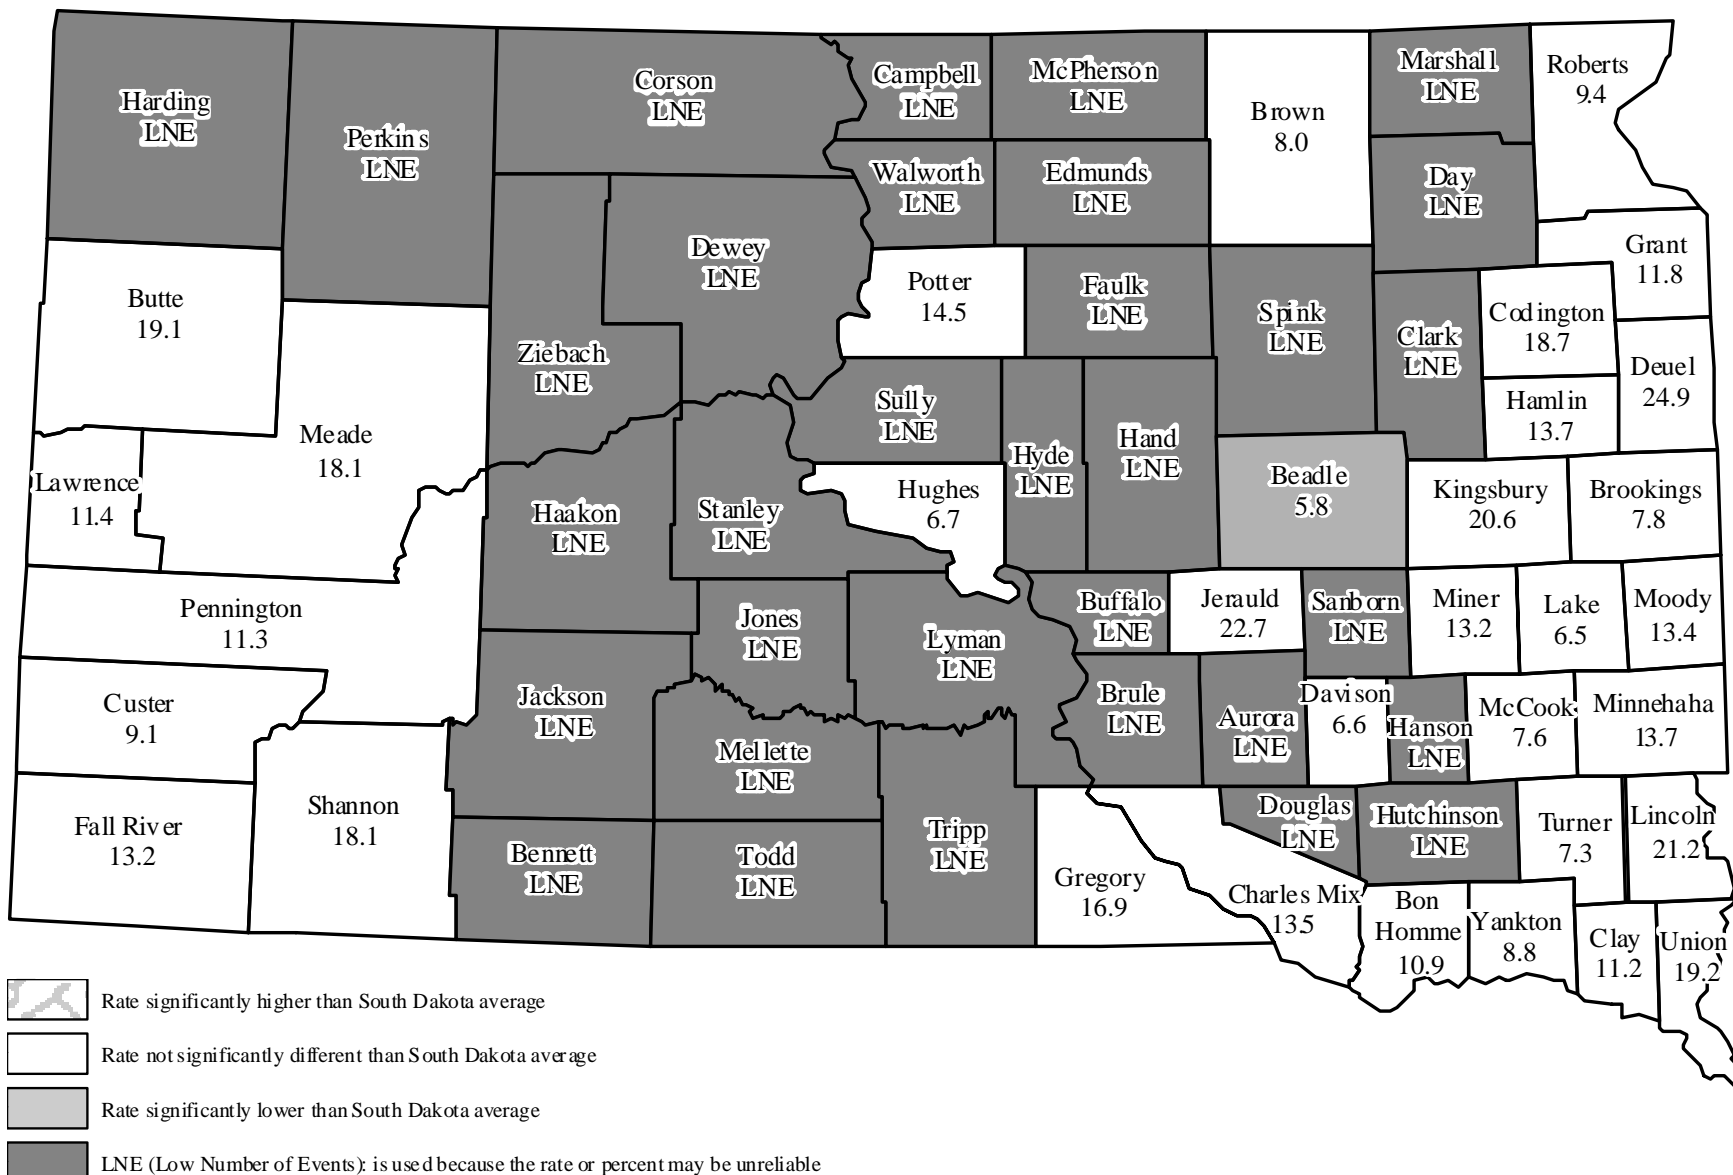 Harding
LNE
Perkins
LNE
Corson
LNE
Campbell
LNE
McPherson
LNE
Brown
8.0
Marshall
LNE
Roberts
9.4
Walworth
LNE
Edmunds
LNE
Day
LNE
Dewey
LNE
Butte
19.1
Potter
14.5
Faulk
LNE
Spink
LNE
Grant
11.8
Codington
18.7
Clark
LNE
Ziebach
LNE
Deuel
24.9
Hamlin
13.7
Meade
18.1
Sully
LNE
Hyde
LNE
Hand
LNE
Lawrence
11.4
Haakon
LNE
Stanley
LNE
Hughes
6.7
Beadle
5.8
Kingsbury
20.6
Brookings
7.8
Pennington
11.3
Jones
LNE
Lyman
LNE
Buffalo
LNE
Jerauld
22.7
Sanborn
LNE
Miner
13.2
Lake
6.5
Moody
13.4
Custer
9.1
Jackson
LNE
Mellette
LNE
Brule
LNE
Aurora
LNE
Davison
6.6
Hanson
LNE
McCook
7.6
Minnehaha
13.7
Fall River
13.2
Shannon
18.1
Bennett
LNE
Todd
LNE
Tripp
LNE
Gregory
16.9
Charles Mix
13.5
Douglas
LNE
Hutchinson
LNE
Turner
7.3
Lincoln
21.2
Bon
Homme
10.9
Yankton
8.8
Clay
11.2
Union
19.2
Rate significantly higher than South Dakota average
Rate not significantly different than South Dakota average
Rate significantly lower than South Dakota average
LNE (Low Number of Events): is used because the rate or percent may be unreliable